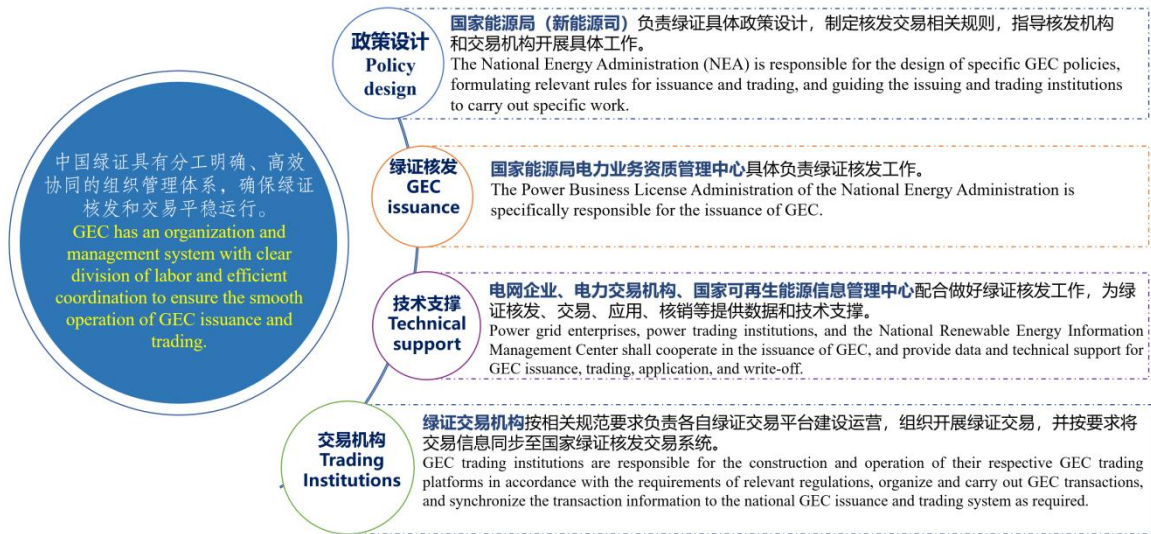 中国绿证具有分工明确、高效
协同的组织管理体系，确保绿证
核发和交易平稳运行。
GEC has an organization and
management system with clear
division of labor and efficient
coordination to ensure the smooth
operation of GEC issuance and
trading.
政策设计
Policy
design
国家能源局（新能源司）负责绿证具体政策设计，制定核发交易相关规则，指导核发机构
和交易机构开展具体工作。
The National Energy Administration (NEA) is responsible for the design of specific GEC policies,
formulating relevant rules for issuance and trading, and guiding the issuing and trading institutions
to carry out specific work.
绿证核发
GEC
issuance
国家能源局电力业务资质管理中心具体负责绿证核发工作。
The Power Business License Administration of the National Energy Administration is
specifically responsible for the issuance of GEC.
技术支撑
Technical
support
电网企业、电力交易机构、国家可再生能源信息管理中心配合做好绿证核发工作，为绿
证核发、交易、应用、核销等提供数据和技术支撑。
Power grid enterprises, power trading institutions, and the National Renewable Energy Information
Management Center shall cooperate in the issuance of GEC, and provide data and technical support for
GEC issuance, trading, application, and write-off.
交易机构
Trading
Institutions
绿证交易机构按相关规范要求负责各自绿证交易平台建设运营，组织开展绿证交易，并按要求将
交易信息同步至国家绿证核发交易系统。
GEC trading institutions are responsible for the construction and operation of their respective GEC trading
platforms in accordance with the requirements of relevant regulations, organize and carry out GEC transactions,
and synchronize the transaction information to the national GEC issuance and trading system as required.